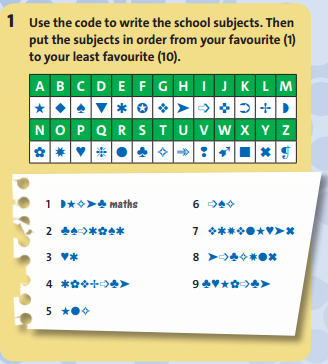 1 Use the code to write the school subjects. Then
put the subjects in order from your favourite (1)
to your least favourite (10).
A B C D E F G H I J K L M
★ ◆ ♠ ▼ ✱ ✪ ❖ ➤ ➩ ✜ ➲ ✢ ◗
N O P Q R S T U V W X Y Z
✿ ✷ ♥ ❉ ● ♣ ✧ ➾ ❢ ➹ ■ ✖ ❡
1 ◗★✧➤♣ maths
2 ♣♠➩✱✿♠✱
3 ♥✱
4 ✱✿❖✢➩♣➤
5 ★●✧
6 ➩♠✧
7 ❖✱✷❖●★♥➤✖
8 ➤➩♣✧✷●✖
9 ♣♥★✿➩♣➤